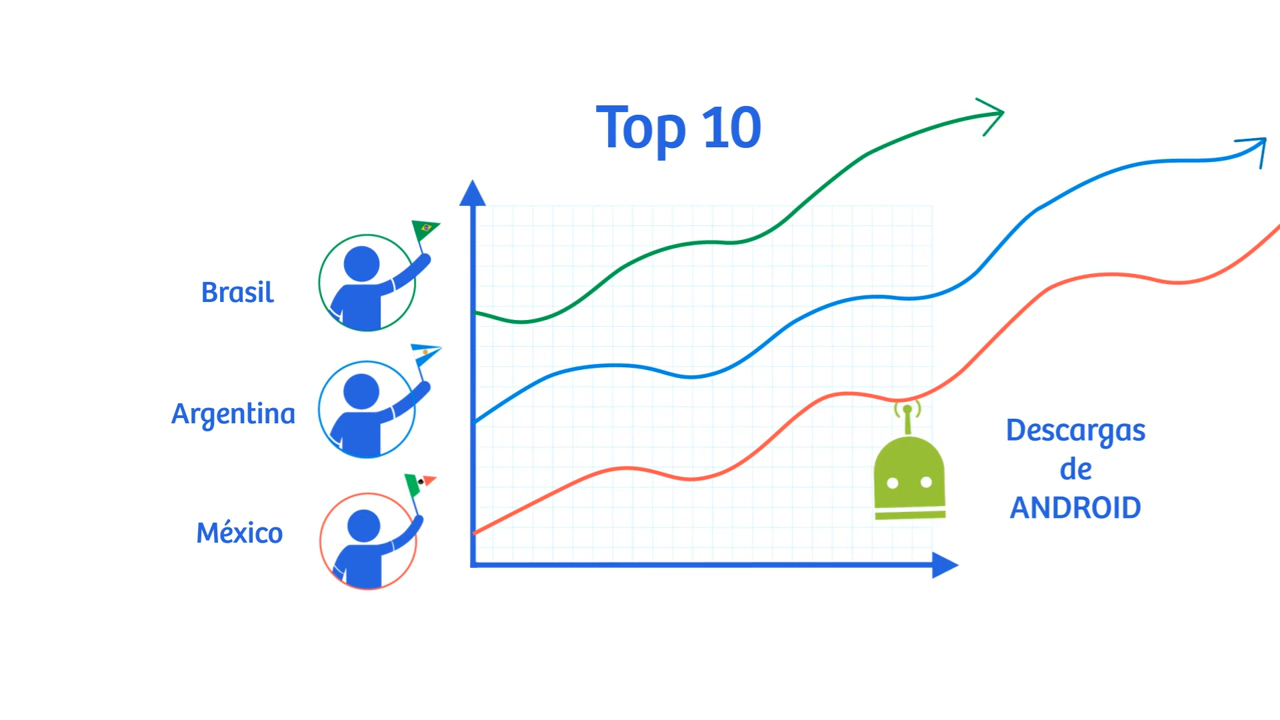 Top 10
Brasil
Argentina
México
Descargas
de
ANDROID